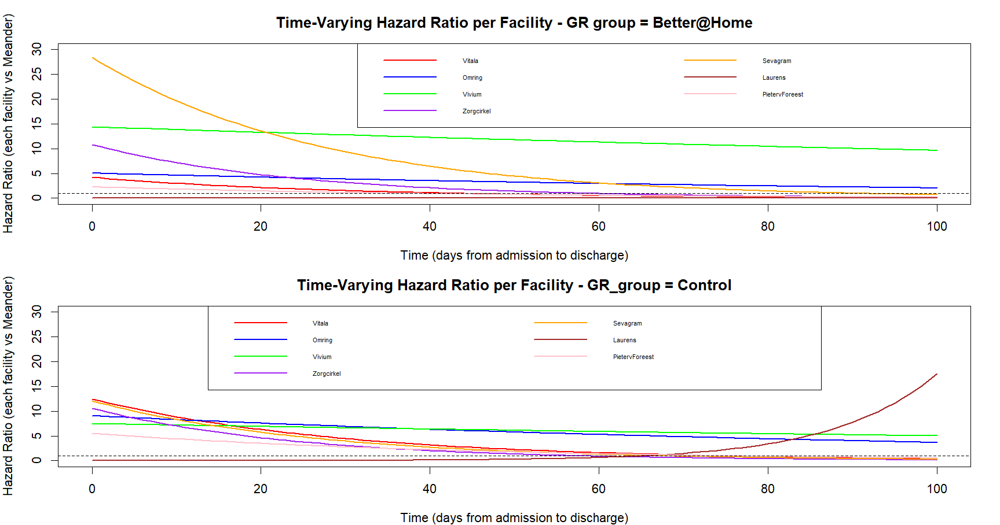 Time-Varying Hazard Ratio per Facility - GR group = Better@Home
Hazard Ratio (each facility vs Meander)
30
25
20
15
10
5
0
Vitala
Omring
Vivium
Zorgcirkel
Sevagram
Laurens
PietervForeest
0 20 40 60 80 100
Time (days from admission to discharge)
Time-Varying Hazard Ratio per Facility - GR_group = Control
Hazard Ratio (each facility vs Meander)
30
25
20
15
10
5
0
Vitala
Omring
Vivium
Zorgcirkel
Sevagram
Laurens
PietervForeest
0 20 40 60 80 100
Time (days from admission to discharge)